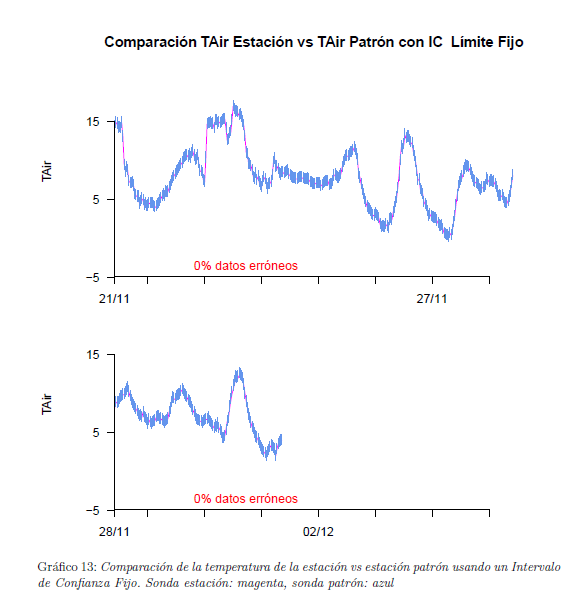 Comparación TAir Estación vs TAir Patrón con IC Límite Fijo
15
TAir
5
0% datos erróneos
−5
21/11
27/11
15
TAir
5
0% datos erróneos
−5
28/11
02/12
Gráfico 13: Comparación de la temperatura de la estación vs estación patrón usando un Intervalo
de Confianza Fijo. Sonda estación: magenta, sonda patrón: azul